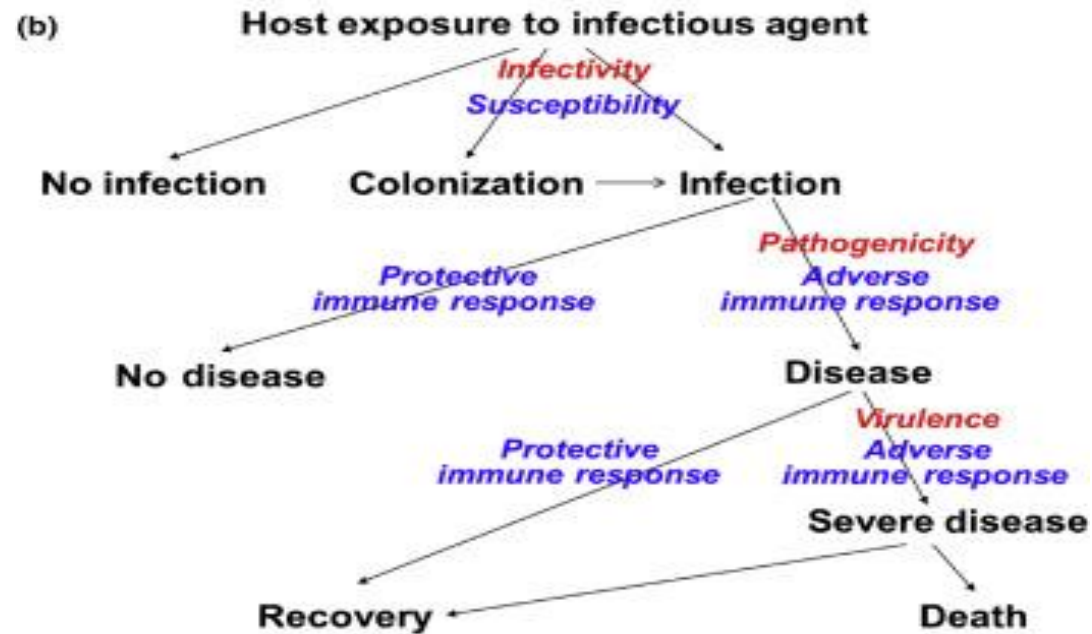 (b)
Host exposure to infectious agent
Infectivity
Susceptibility
No infection
Colonization
Infection
Pathogenicity
Protective
immune response
Adverse
immune response
No disease
Disease
Virulence
Protective
immune response
Adverse
immune response
Severe disease
Recovery
Death